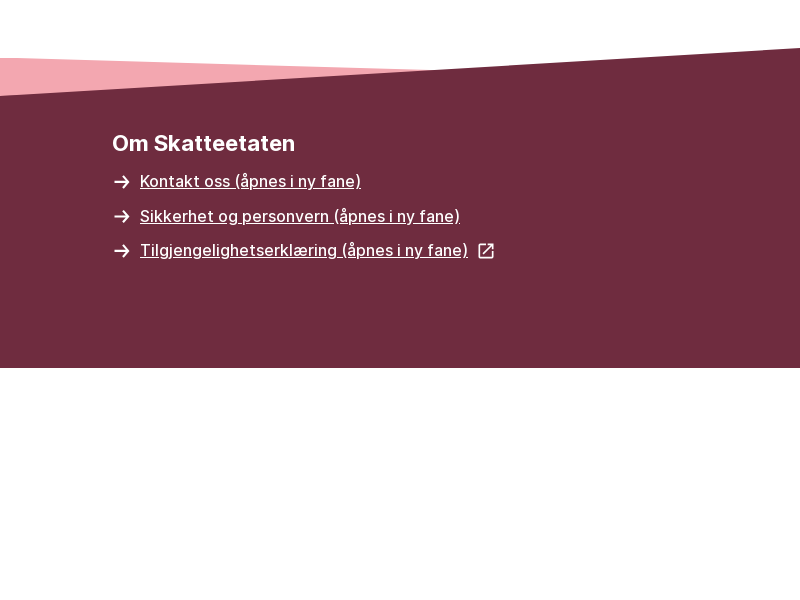 Om Skatteetaten
Kontakt oss (åpnes i ny fane)
Sikkerhet og personvern (åpnes i ny fane)
Tilgjengelighetserklæring (åpnes i ny fane)